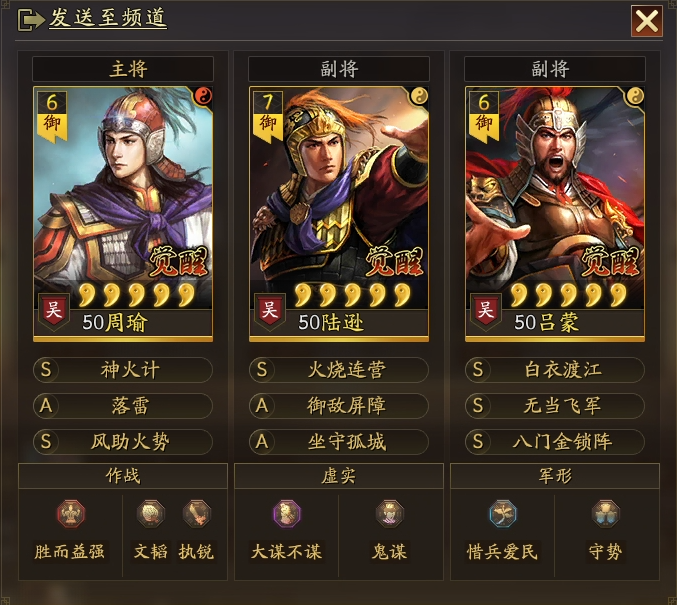 发送至频道
主将
副将
副将
6
御
7
御
6
御
觉醒
觉醒
觉醒
吴
50周瑜
吴
50陆逊
吴
50吕蒙
S 神火计
S 火烧连营
S 白衣渡江
A 落雷
A 御敌屏障
S 无当飞军
S 风助火势
A 坐守孤城
S 八门金锁阵
作战
虚实
军形
胜而益强 文韬 执锐
大谋不谋 鬼谋
惜兵爱民 守势